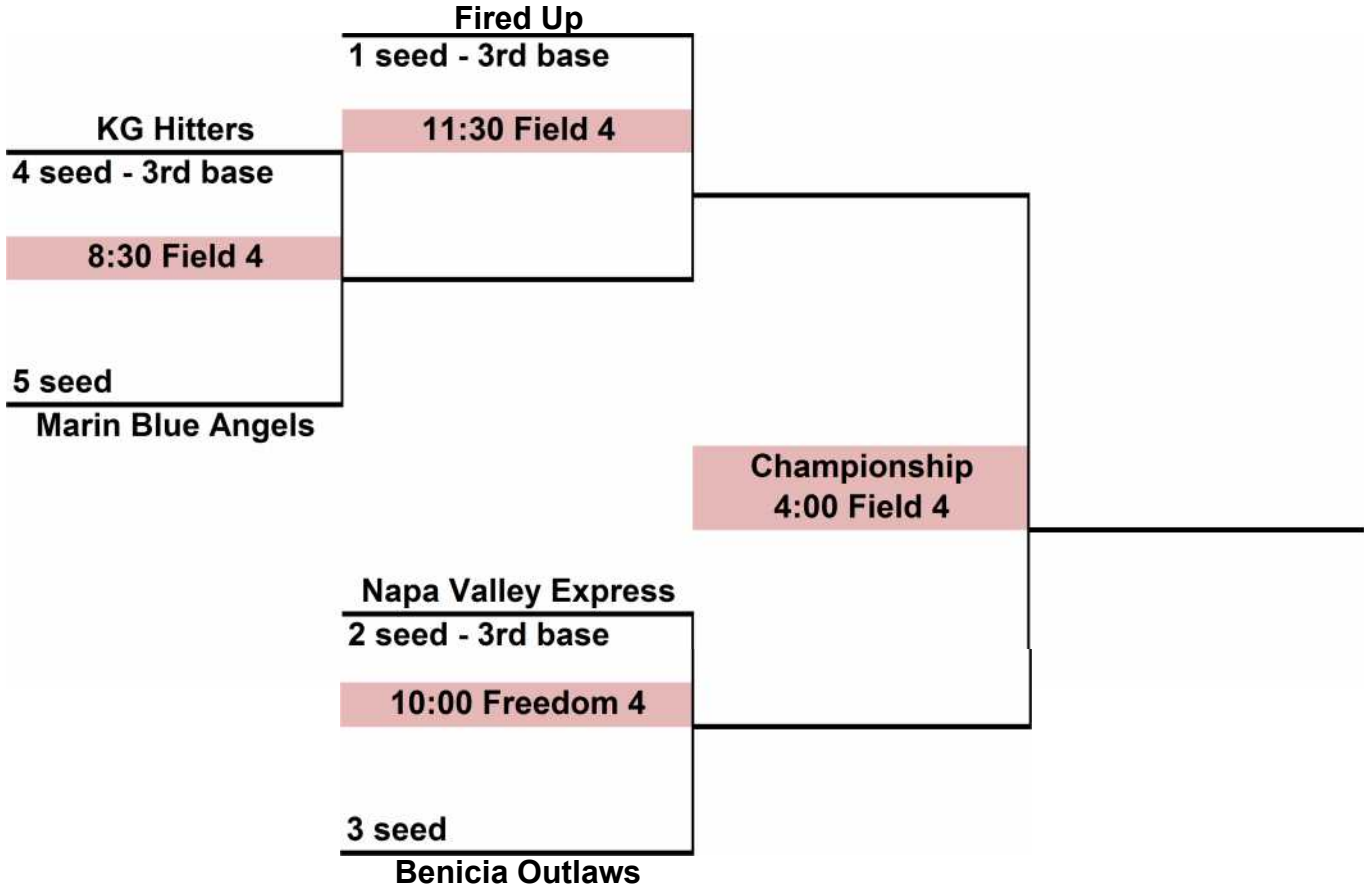 Fired Up
1 seed - 3rd base
KG Hitters
11:30 Field 4
4 seed - 3rd base
8:30 Field 4
5 seed
Marin Blue Angels
Championship
4:00 Field 4
Napa Valley Express
2 seed - 3rd base
10:00 Freedom 4
3 seed
Benicia Outlaws